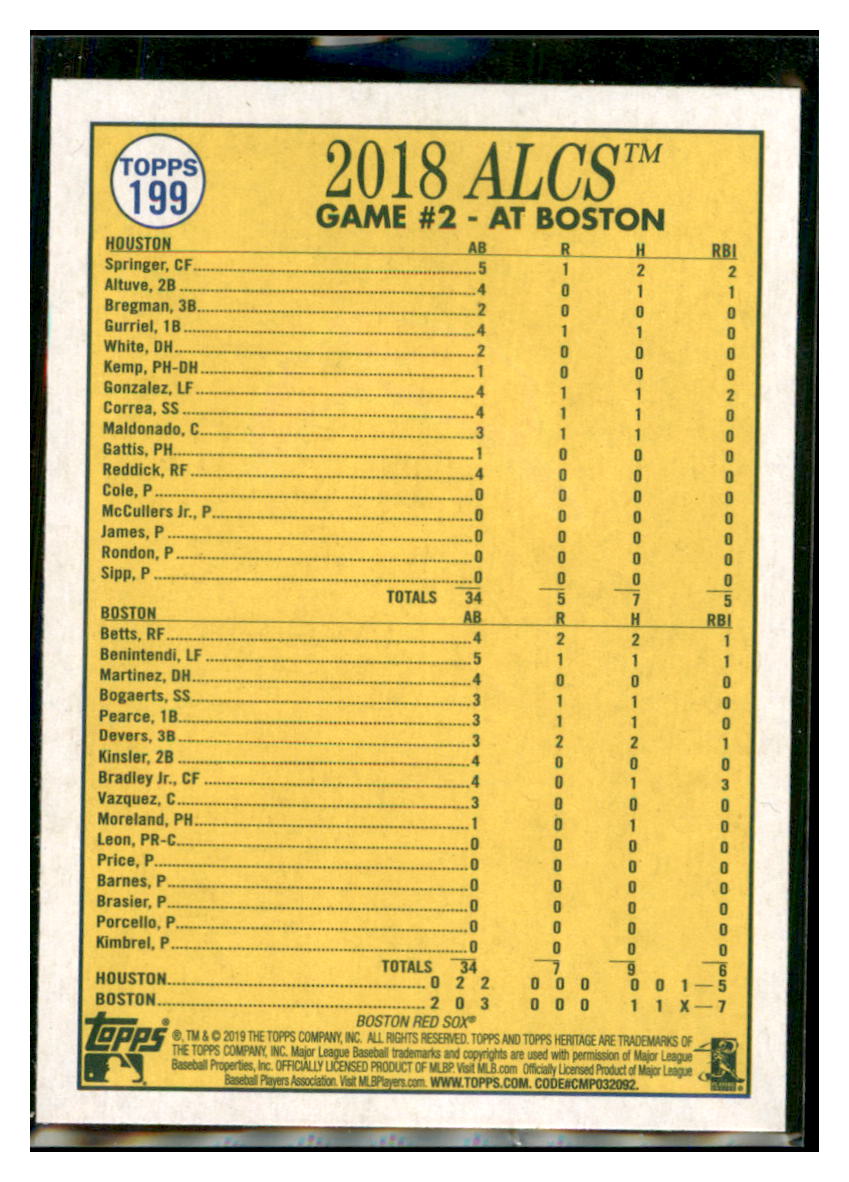 TOPPS
199
2018 ALCS™
GAME #2 - AT BOSTON
HOUSTON AB R H RBI
Springer, CF 5 1 2 2
Altuve, 2B 4 0 1 1
Bregman, 3B 2 0 0 0
Gurriel, 1B 4 1 1 0
White, DH 2 0 0 0
Kemp, PH-DH 1 0 0 0
Gonzalez, LF 4 1 1 2
Correa, SS 4 1 1 0
Maldonado, C 3 1 1 0
Gattis, PH 1 0 0 0
Reddick, RF 4 0 0 0
Cole, P 0 0 0 0
McCullers Jr., P 0 0 0 0
James, P 0 0 0 0
Rondon, P 0 0 0 0
Sipp, P 0 0 0 0
TOTALS 34 5 7 5
BOSTON AB R H RBI
Betts, RF 4 2 2 1
Benintendi, LF 5 1 1 1
Martinez, DH 4 0 0 0
Bogaerts, SS 3 1 1 0
Pearce, 1B 3 1 1 0
Devers, 3B 3 2 2 1
Kinsler, 2B 4 0 0 0
Bradley Jr., CF 4 0 1 3
Vazquez, C 3 0 0 0
Moreland, PH 1 0 1 0
Leon, PR-C 0 0 0 0
Price, P 0 0 0 0
Barnes, P 0 0 0 0
Brasier, P 0 0 0 0
Porcello, P 0 0 0 0
Kimbrel, P 0 0 0 0
TOTALS 34 7 9 6
HOUSTON 0 2 2 0 0 0 0 0 1 — 5
BOSTON 2 0 3 0 0 0 1 1 X — 7
BOSTON RED SOX®
topps
®, TM & © 2019 THE TOPPS COMPANY, INC. ALL RIGHTS RESERVED. TOPPS AND TOPPS HERITAGE ARE TRADEMARKS OF
THE TOPPS COMPANY, INC. Major League Baseball trademarks and copyrights are used with permission of Major League
Baseball Properties, Inc. OFFICIALLY LICENSED PRODUCT OF MLBP. Visit MLB.com Officially Licensed Product of Major League
Baseball Players Association. Visit MLBPlayers.com. WWW.TOPPS.COM. CODE#CMP032092.